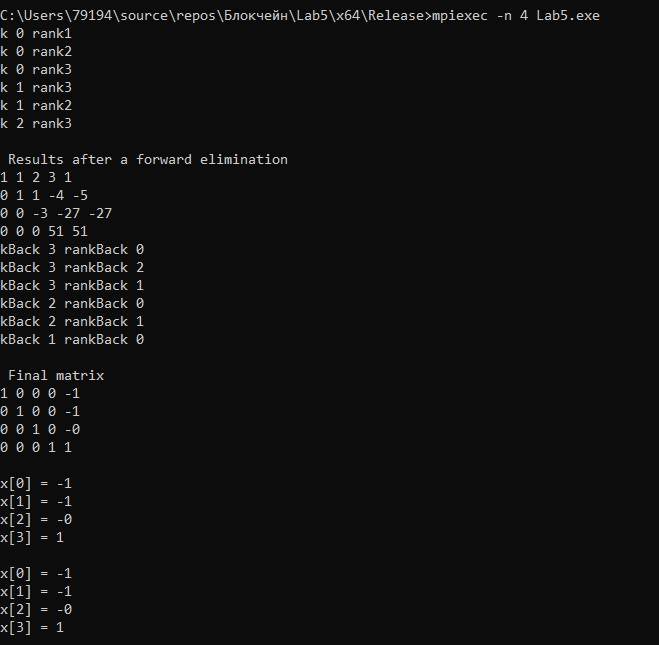 C:\Users\79194\source\repos\Блокчейн\Lab5\x64\Release>mpiexec -n 4 Lab5.exe
k 0 rank1
k 0 rank2
k 0 rank3
k 1 rank3
k 1 rank2
k 2 rank3

 Results after a forward elimination
1 1 2 3 1
0 1 1 -4 -5
0 0 -3 -27 -27
0 0 0 51 51
kBack 3 rankBack 0
kBack 3 rankBack 2
kBack 3 rankBack 1
kBack 2 rankBack 0
kBack 2 rankBack 1
kBack 1 rankBack 0

 Final matrix
1 0 0 0 -1
0 1 0 0 -1
0 0 1 0 -0
0 0 0 1 1

x[0] = -1
x[1] = -1
x[2] = -0
x[3] = 1

x[0] = -1
x[1] = -1
x[2] = -0
x[3] = 1